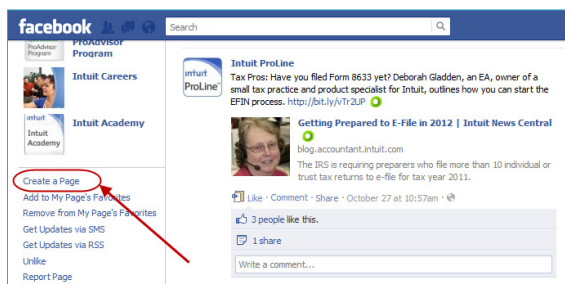 facebook
Search
ProAdvisor
Program
ProAdvisor
Program
Intuit Careers
intuit
Intuit
Academy
Intuit Academy
Create a Page
Add to My Page's Favorites
Remove from My Page's Favorites
Get Updates via SMS
Get Updates via RSS
Unlike
Report Page
intuit
ProLine
Intuit ProLine
Tax Pros: Have you filed Form 8633 yet? Deborah Gladden, an EA, owner of a
small tax practice and product specialist for Intuit, outlines how you can start the
EFIN process. http://bit.ly/vTr2UP
Getting Prepared to E-File in 2012 | Intuit News Central
blog.accountant.intuit.com
The IRS is requiring preparers who file more than 10 individual or
trust tax returns to e-file for tax year 2011.
Like · Comment · Share · October 27 at 10:57am ·
3 people like this.
1 share
Write a comment...